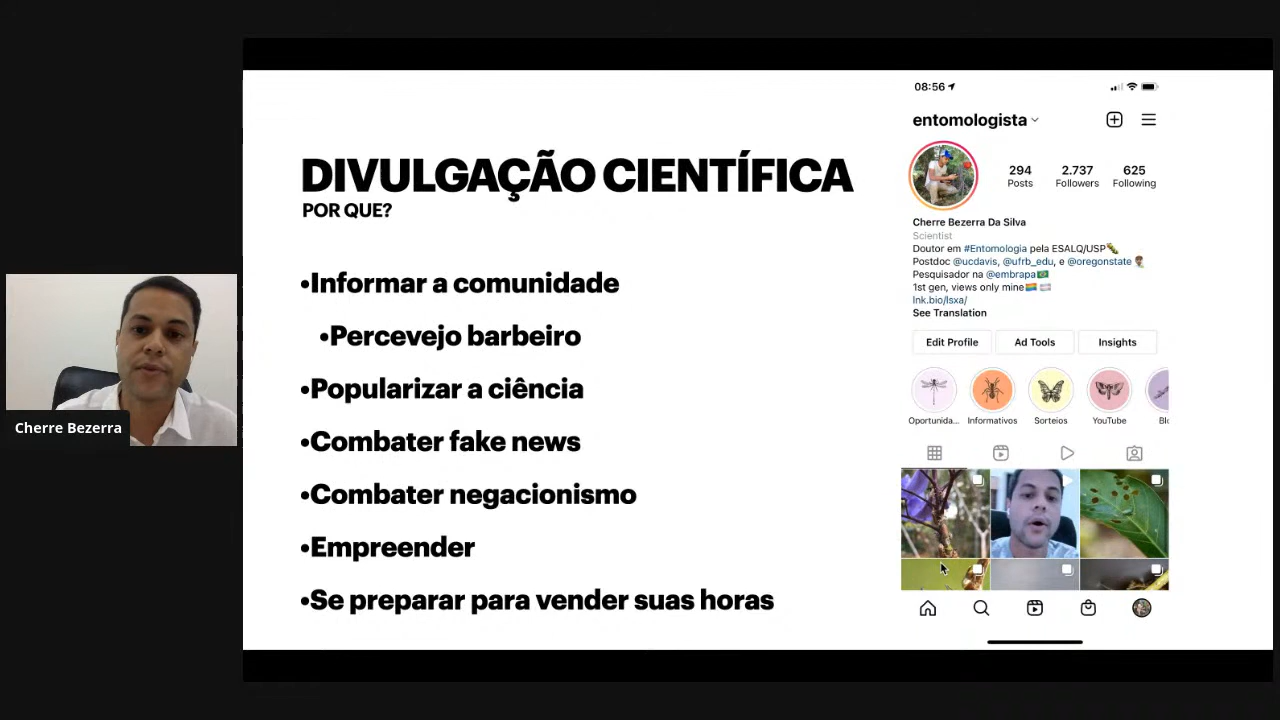 DIVULGAÇÃO CIENTÍFICA
POR QUE?
•Informar a comunidade
•Percevejo barbeiro
•Popularizar a ciência
•Combater fake news
•Combater negacionismo
•Empreender
•Se preparar para vender suas horas
Cherre Bezerra
08:56
entomologista
294 2.737 625
Posts Followers Following
Cherre Bezerra Da Silva
Scientist
Doutor em #Entomologia pela ESALQ/USP
Postdoc @ucdavis, @ufrb_edu, e @oregonstate
Pesquisador na @embrapa
1st gen, views only mine
lnk.bio/lsxa/
See Translation
Edit Profile Ad Tools Insights
Oportunida... Informativos Sorteios YouTube Blo